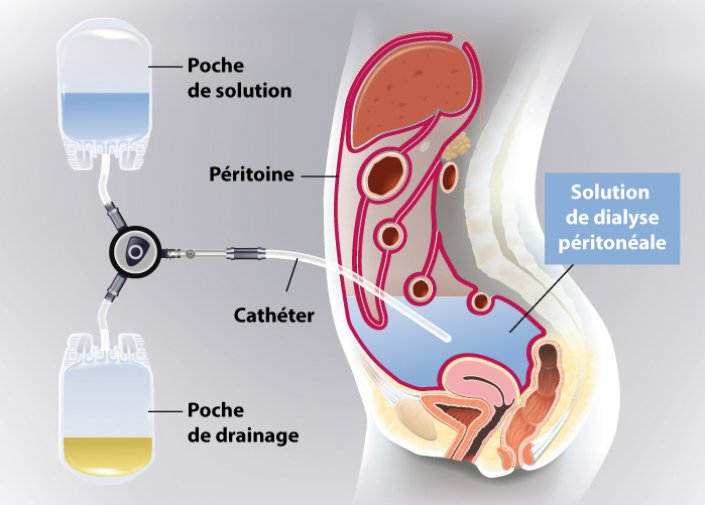 Poche
de solution
Péritoine
Solution
de dialyse
péritonéale
Cathéter
Poche
de drainage